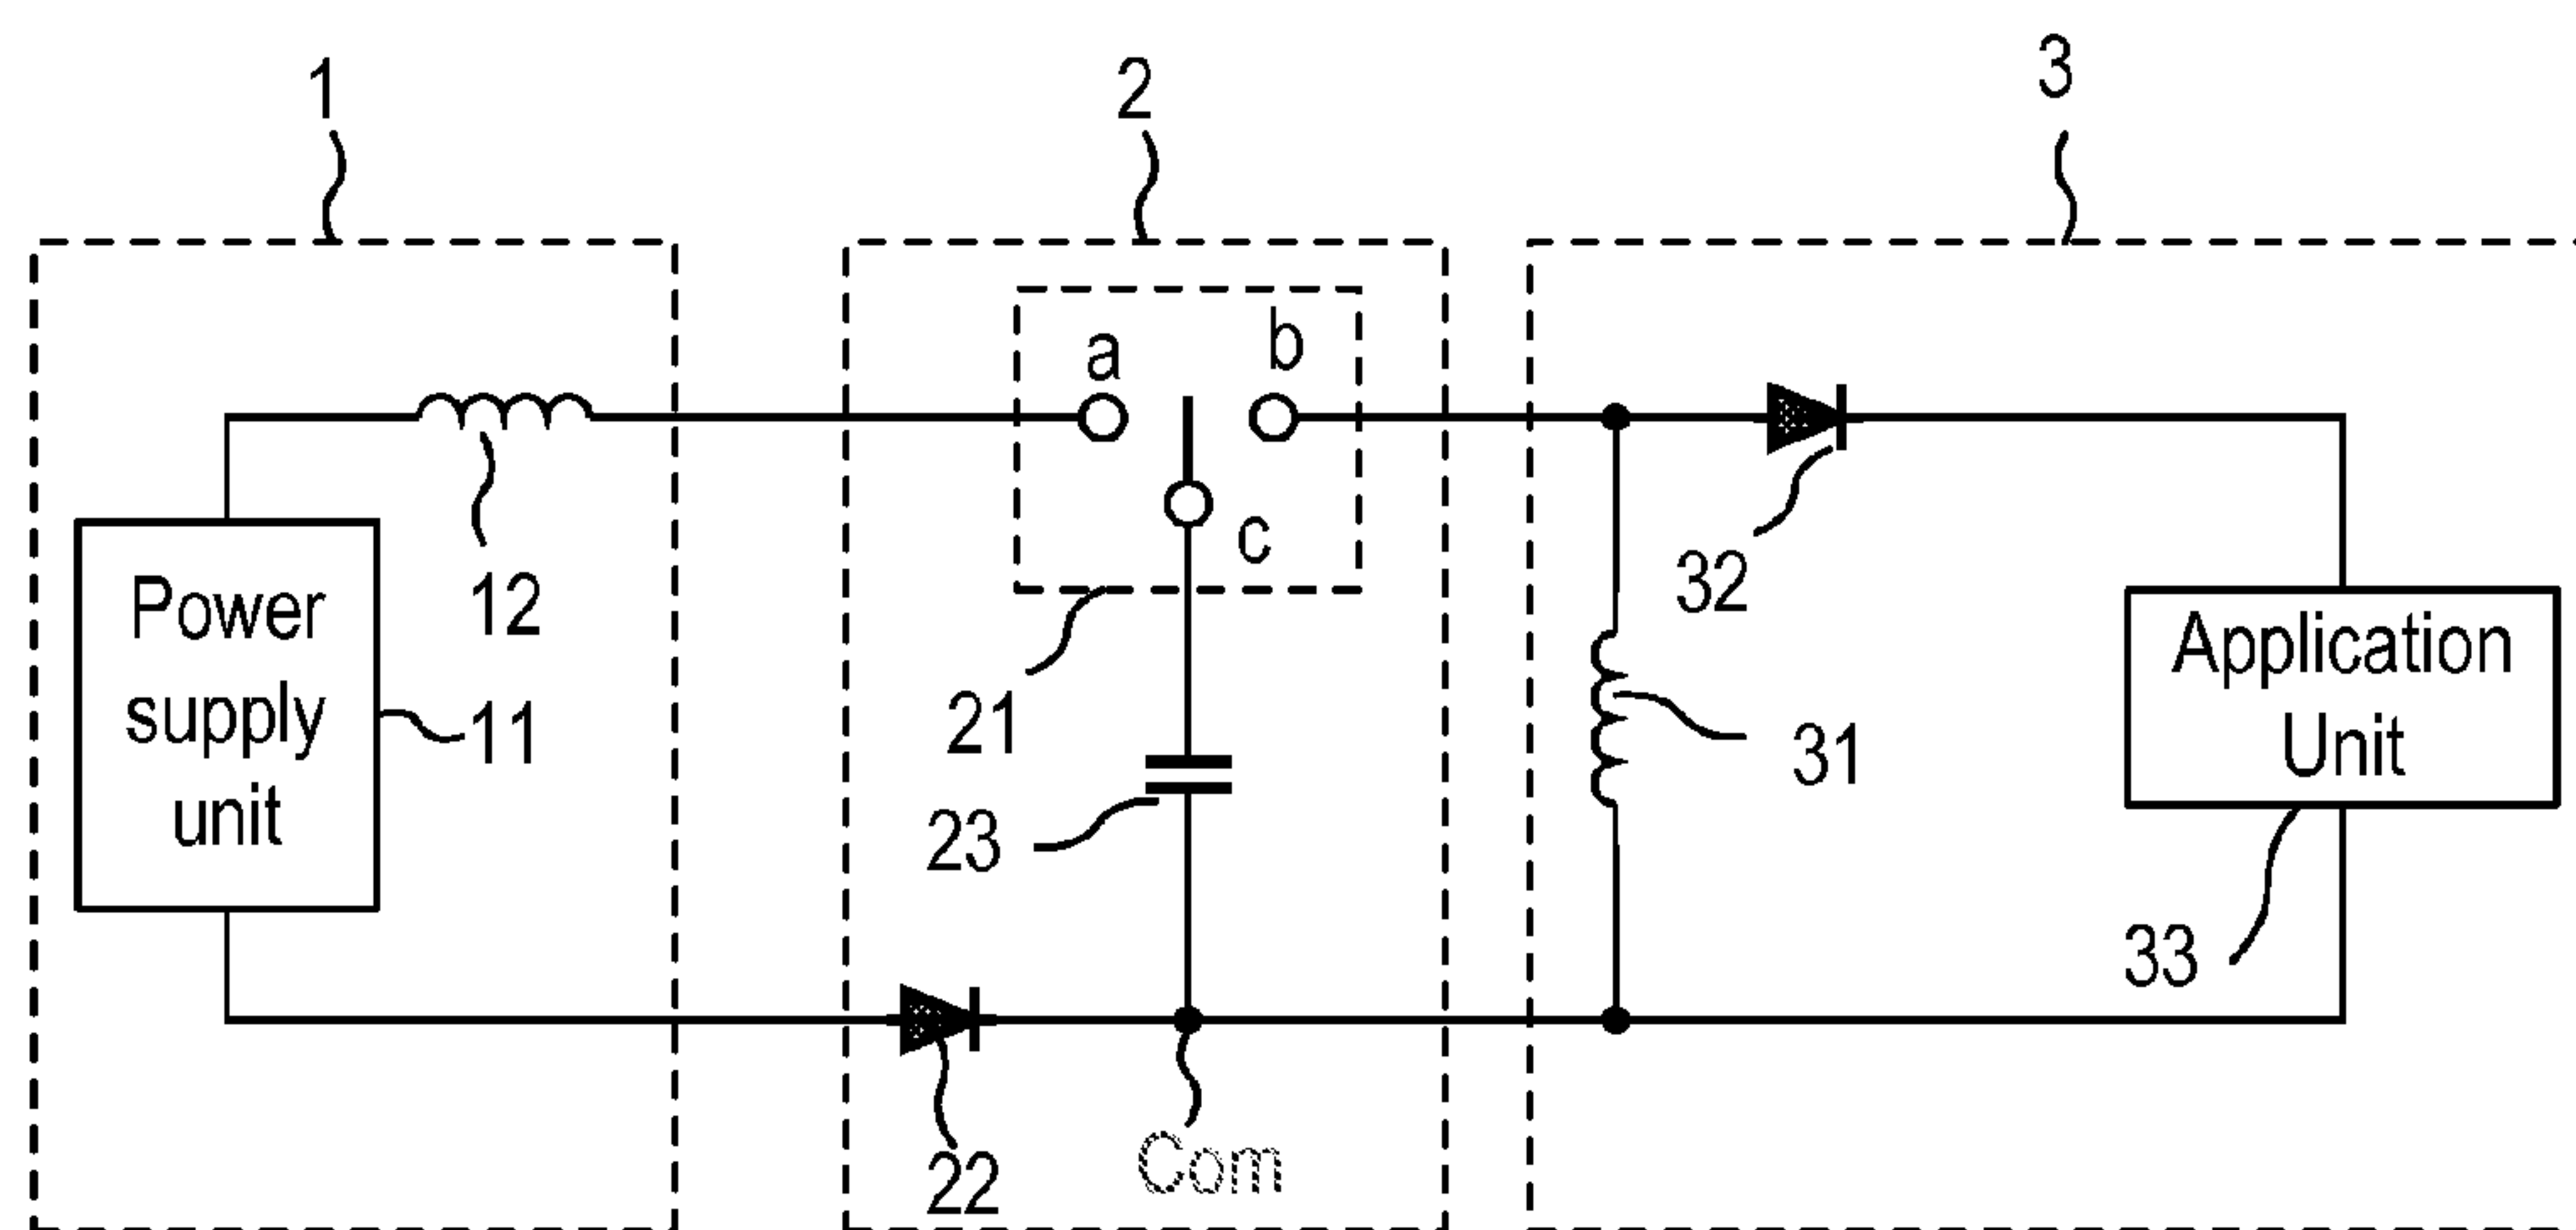 1
2
3
a
b
c
12
Power
supply
unit
11
21
23
22
Com
32
31
Application
Unit
33